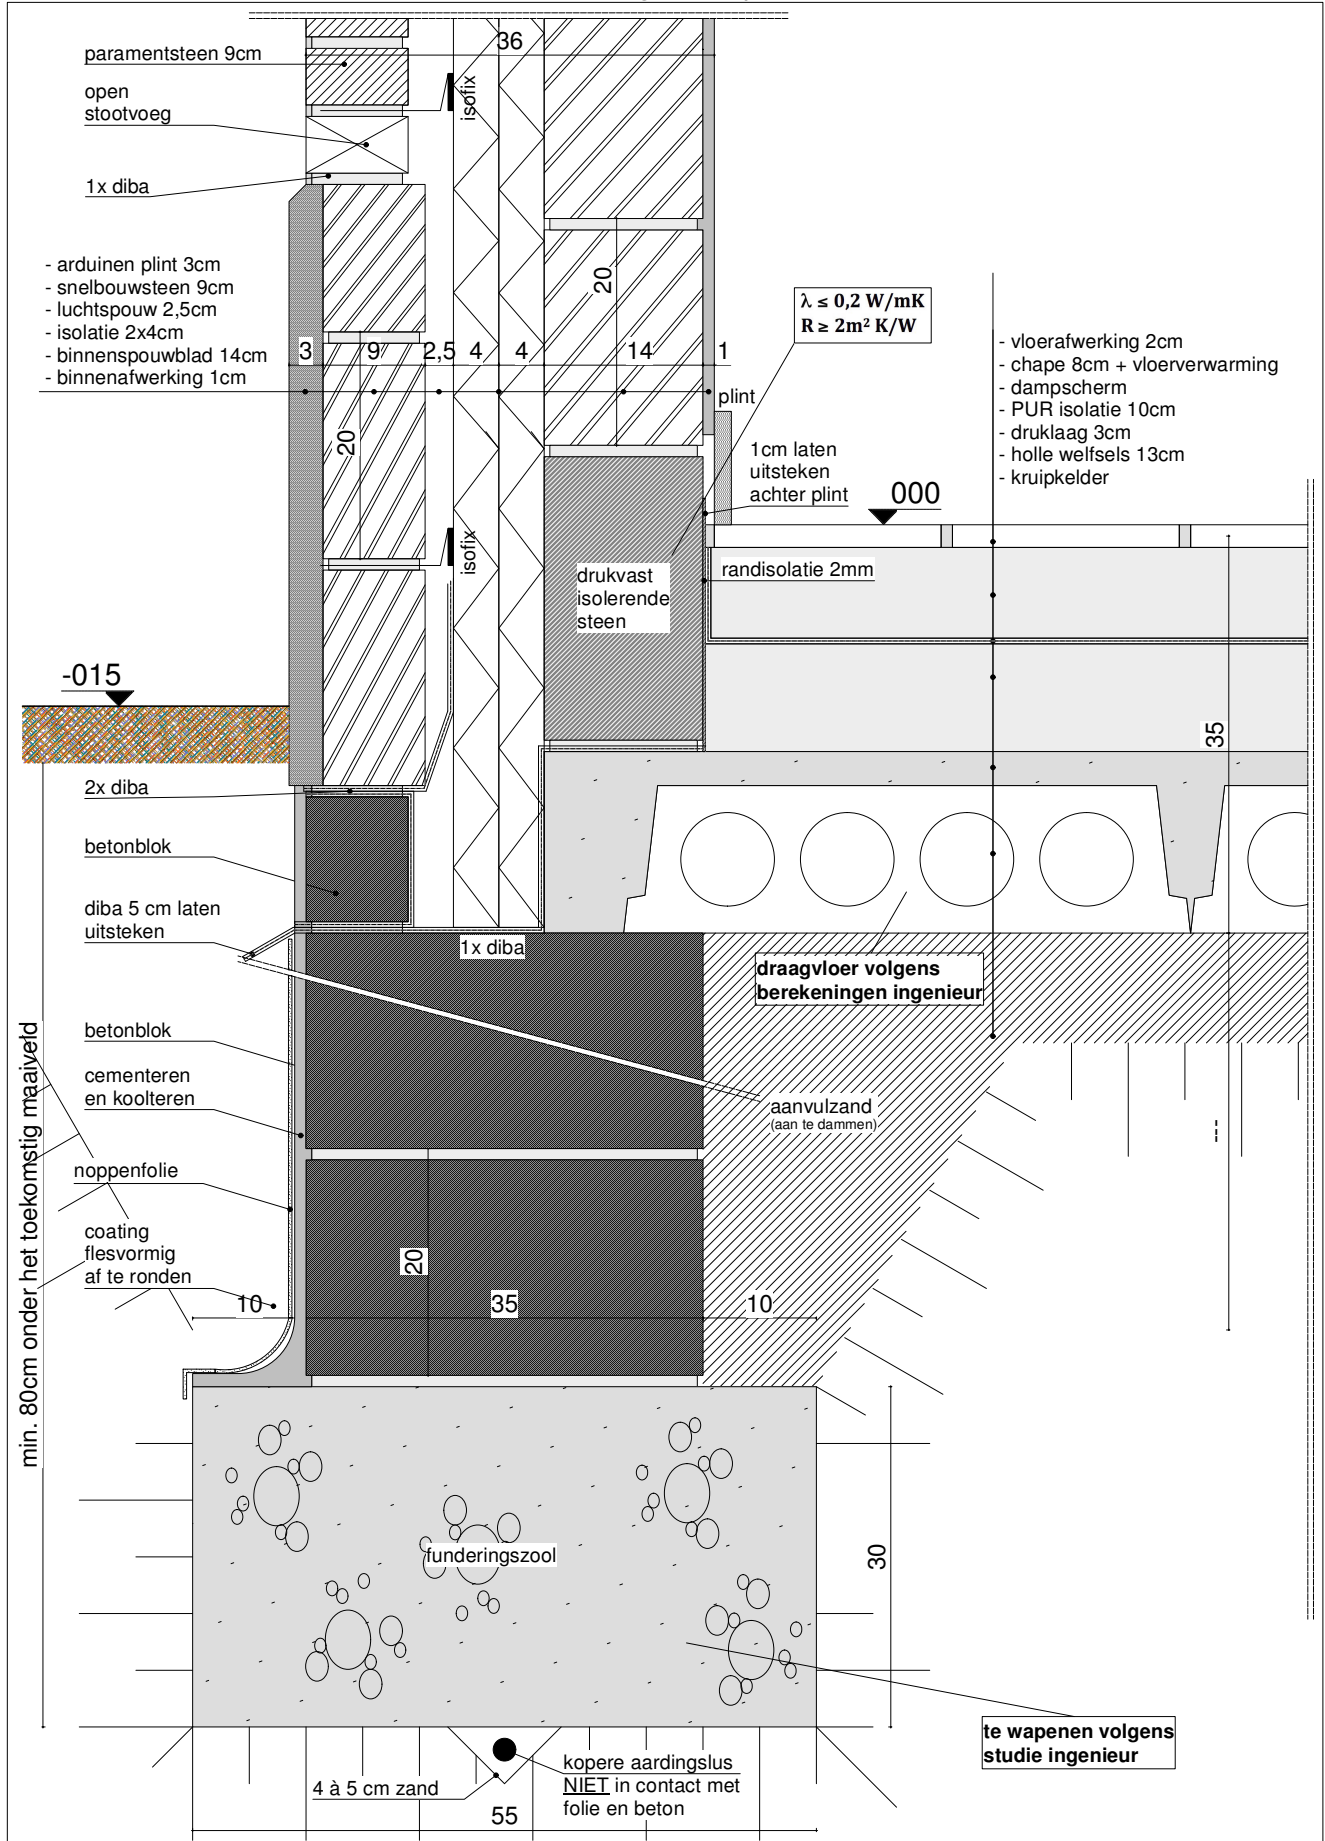 36
paramentsteen 9cm
open
stootvoeg
isofix
1x diba
- arduinen plint 3cm
- snelbouwsteen 9cm
- luchtspouw 2,5cm
- isolatie 2x4cm
- binnenspouwblad 14cm
- binnenafwerking 1cm
20
λ ≤ 0,2 W/mK
R ≥ 2m² K/W
3
9
2,5
4
4
14
1
- vloerafwerking 2cm
- chape 8cm + vloerverwarming
- dampscherm
- PUR isolatie 10cm
- druklaag 3cm
- holle welfsels 13cm
- kruipkelder
plint
20
1cm laten
uitsteken
achter plint
000
isofix
drukvast
isolerende
steen
randisolatie 2mm
-015
35
2x diba
betonblok
diba 5 cm laten
uitsteken
1x diba
draagvloer volgens
berekeningen ingenieur
betonblok
cementeren
en koolteren
aanvulzand
(aan te dammen)
---
noppenfolie
coating
flesvormig
af te ronden
20
10
35
10
min. 80cm onder het toekomstig maaiveld
funderingszool
30
te wapenen volgens
studie ingenieur
4 à 5 cm zand
kopere aardingslus
NIET in contact met
folie en beton
55